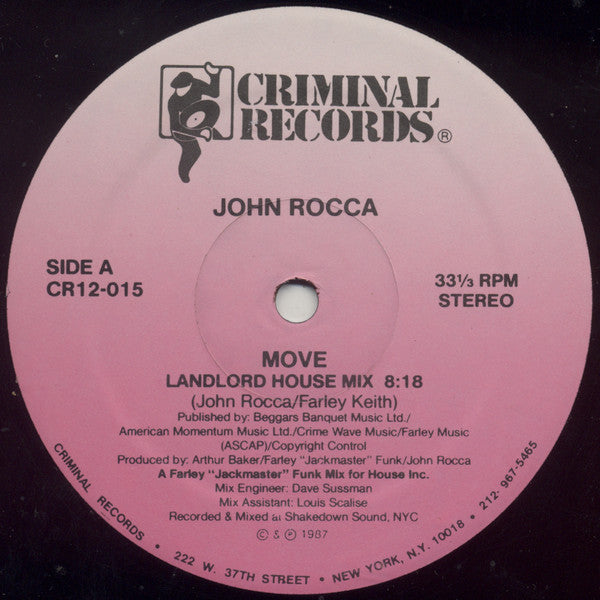 CRIMINAL
RECORDS®
JOHN ROCCA
SIDE A
CR12-015
33⅓ RPM
STEREO
MOVE
LANDLORD HOUSE MIX 8:18
(John Rocca/Farley Keith)
Published by: Beggars Banquet Music Ltd./
American Momentum Music Ltd./Crime Wave Music/Farley Music
(ASCAP)/Copyright Control
Produced by: Arthur Baker/Farley "Jackmaster" Funk/John Rocca
A Farley "Jackmaster" Funk Mix for House Inc.
Mix Engineer: Dave Sussman
Mix Assistant: Louis Scalise
Recorded & Mixed at Shakedown Sound, NYC
© & ℗ 1987
CRIMINAL RECORDS • 222 W. 37TH STREET • NEW YORK, N.Y. 10018 • 212-967-5465